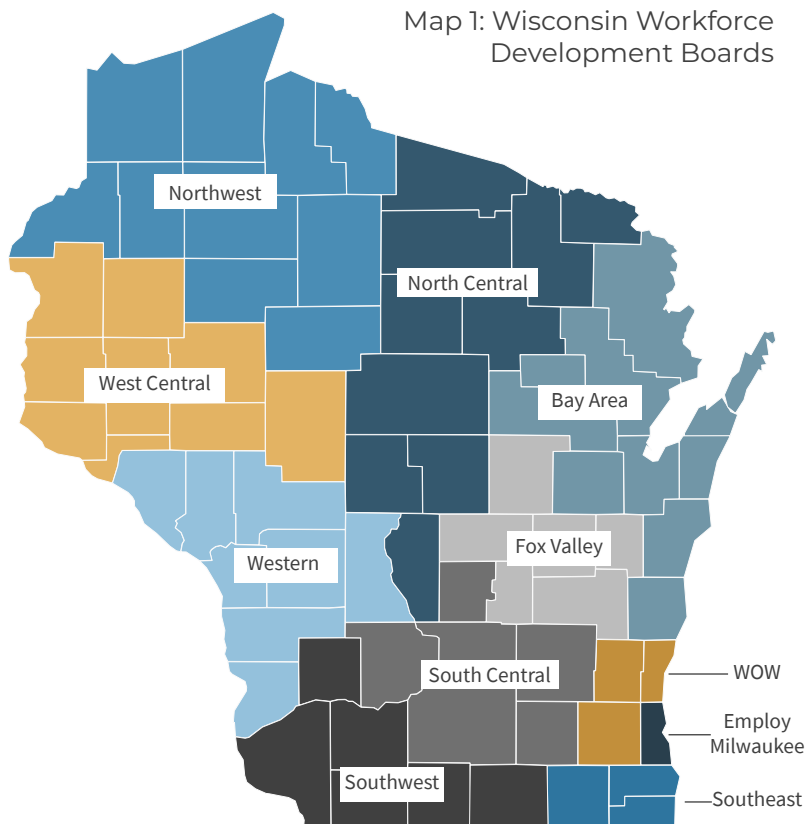 Map 1: Wisconsin Workforce
Development Boards
Northwest
North Central
West Central
Bay Area
Fox Valley
Western
South Central
WOW
Employ
Milwaukee
Southwest
Southeast